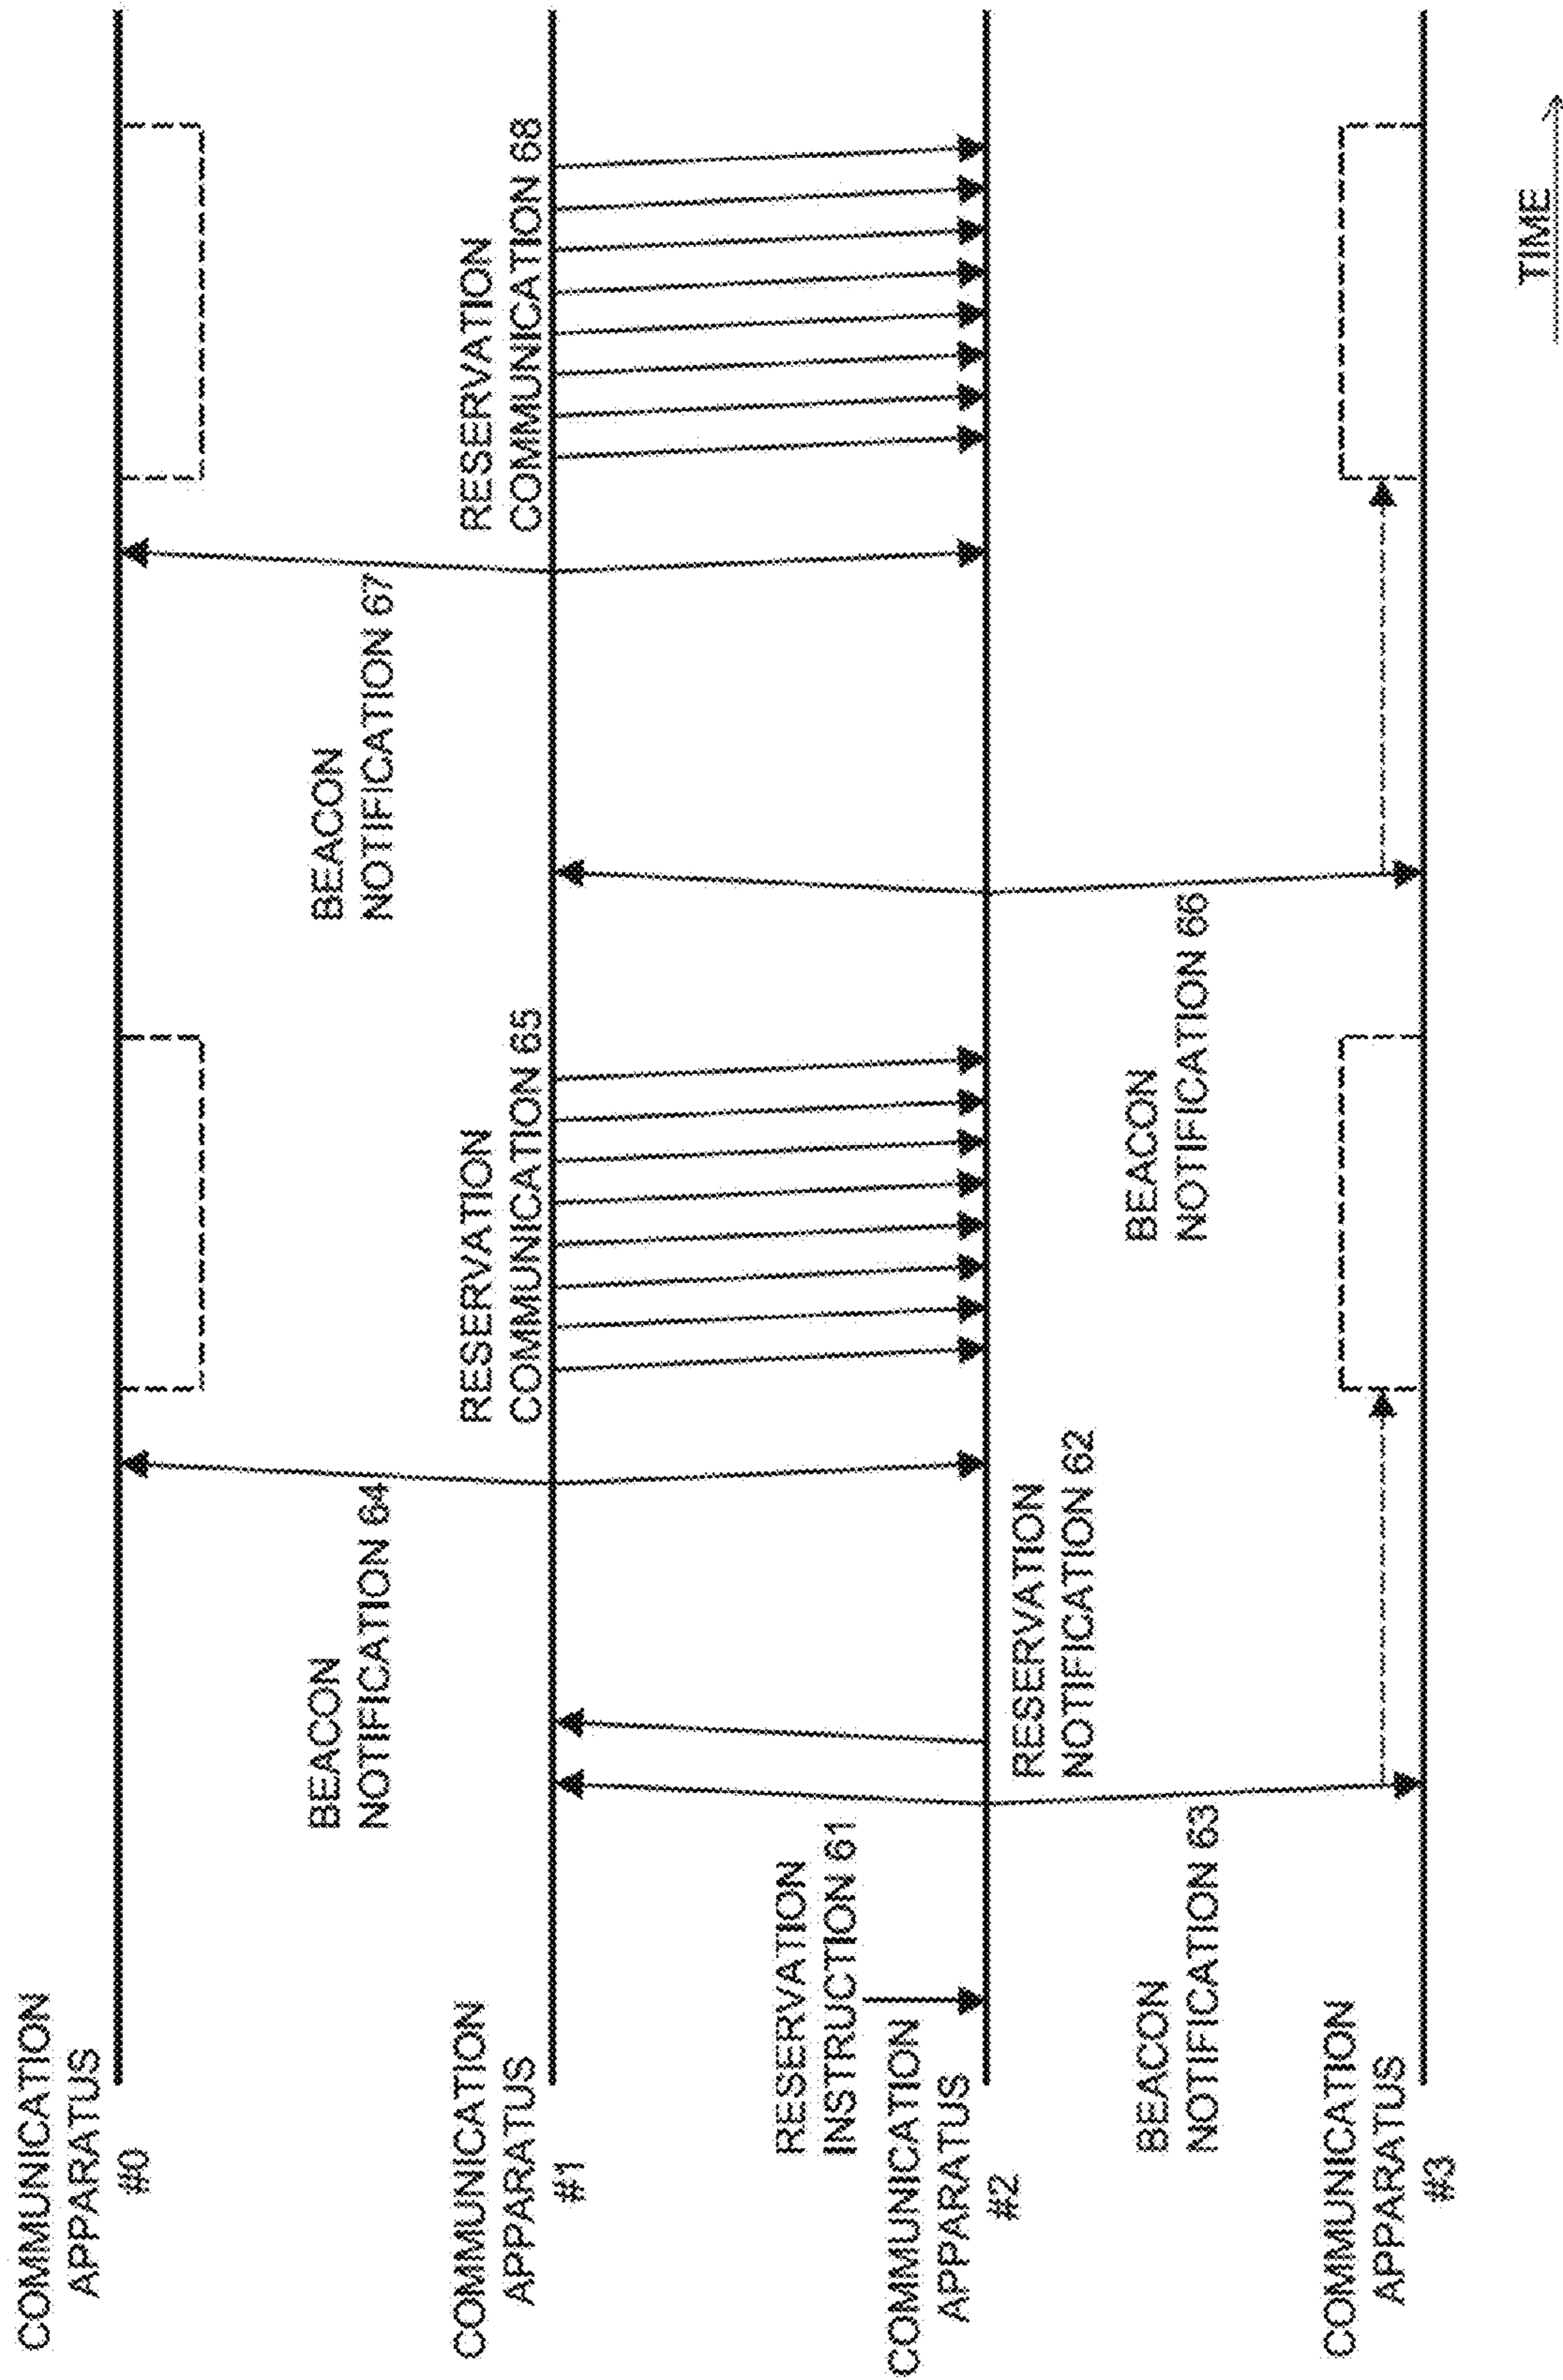 COMMUNICATION
APPARATUS
#0
BEACON
NOTIFICATION 64
BEACON
NOTIFICATION 67
COMMUNICATION
APPARATUS
#1
RESERVATION
COMMUNICATION 65
RESERVATION
COMMUNICATION 68
RESERVATION
INSTRUCTION 61
COMMUNICATION
APPARATUS
#2
RESERVATION
NOTIFICATION 62
BEACON
NOTIFICATION 63
BEACON
NOTIFICATION 66
COMMUNICATION
APPARATUS
#3
TIME